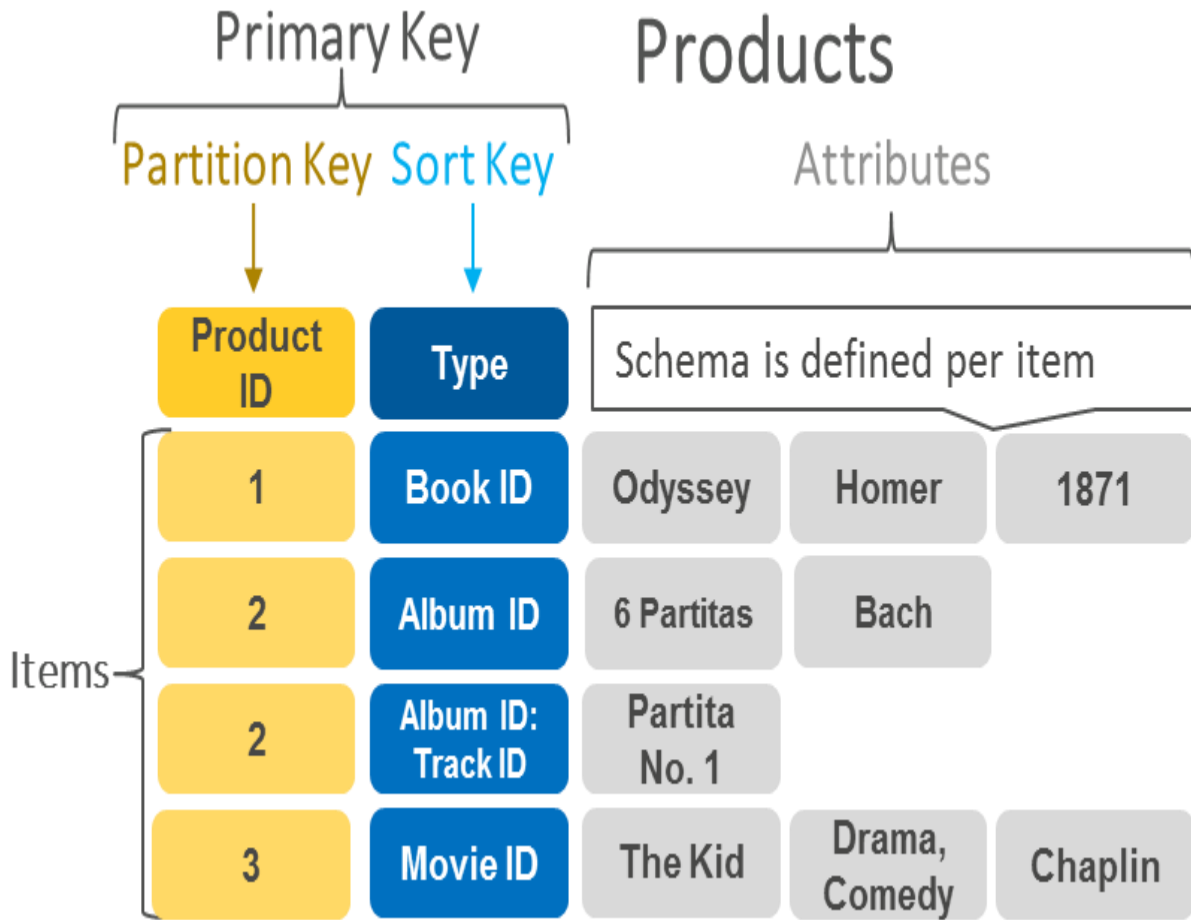 Primary Key
Products
Partition Key
Sort Key
Attributes
Product
ID
Type
Schema is defined per item
Items
1
Book ID
Odyssey
Homer
1871
2
Album ID
6 Partitas
Bach
2
Album ID:
Track ID
Partita
No. 1
3
Movie ID
The Kid
Drama,
Comedy
Chaplin